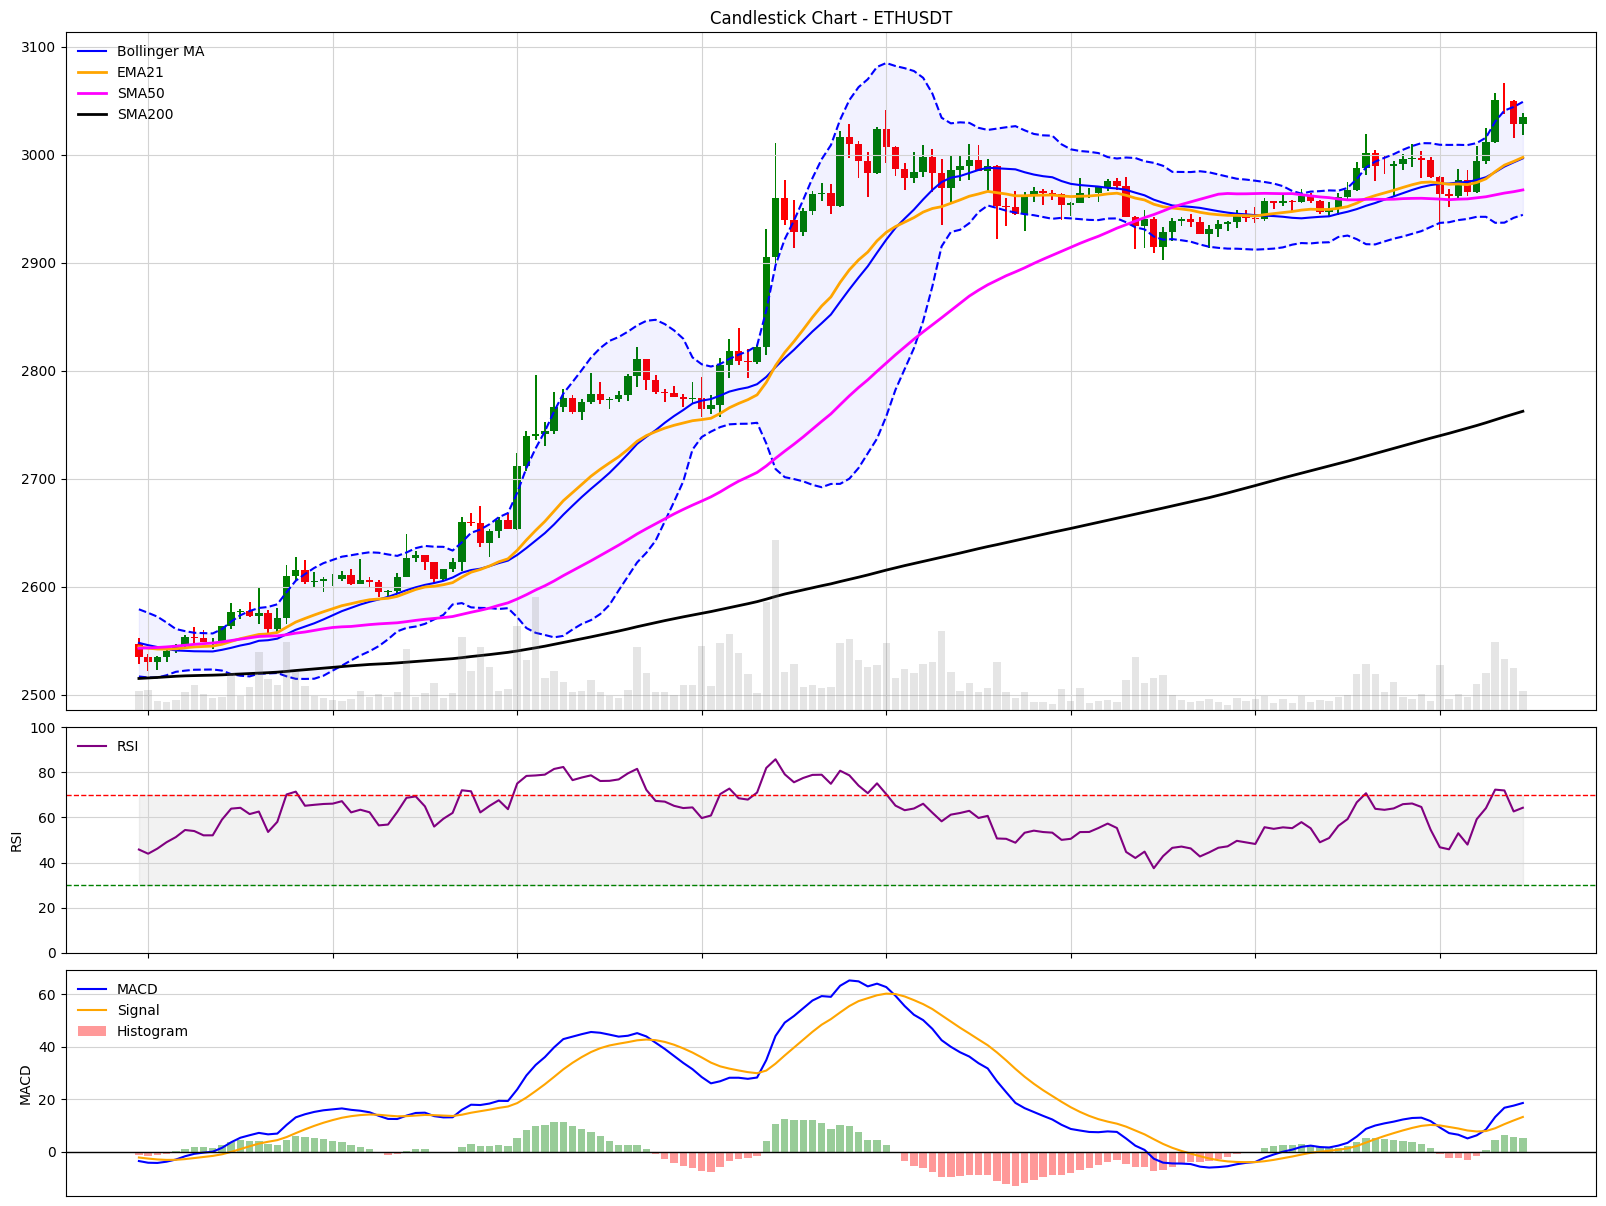 Candlestick Chart - ETHUSDT
Bollinger MA
EMA21
SMA50
SMA200
3100
3000
2900
2800
2700
2600
2500
RSI
100
80
60
40
20
0
RSI
MACD
Signal
Histogram
60
40
20
0
MACD